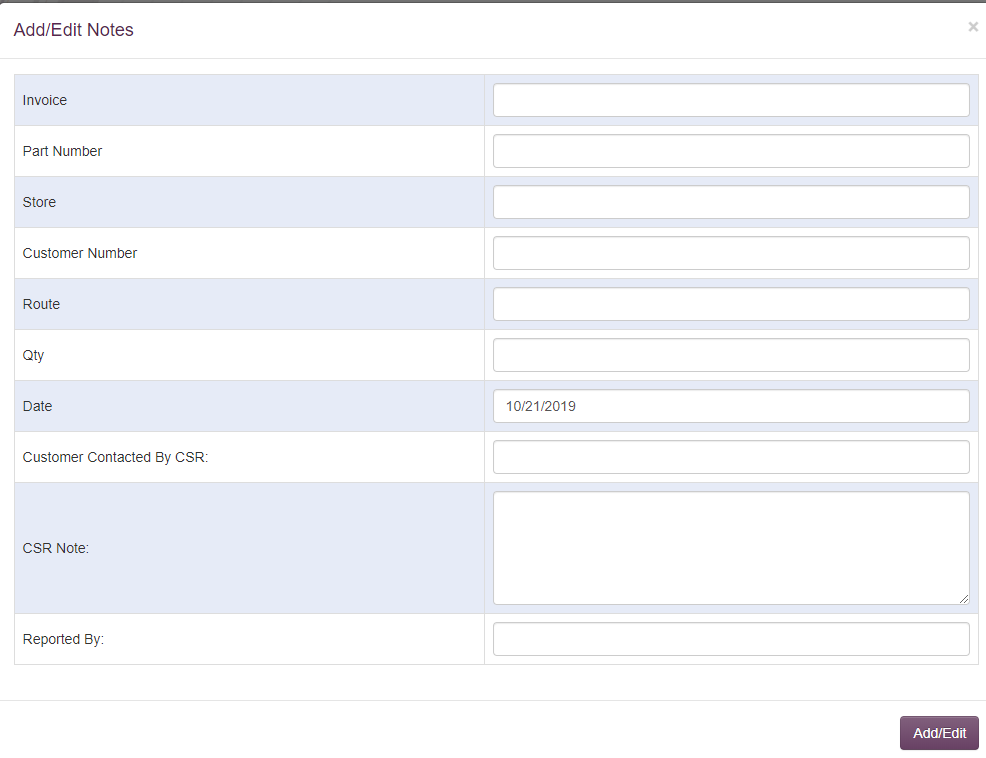 Add/Edit Notes
×
Invoice
Part Number
Store
Customer Number
Route
Qty
Date
10/21/2019
Customer Contacted By CSR:
CSR Note:
Reported By:
Add/Edit